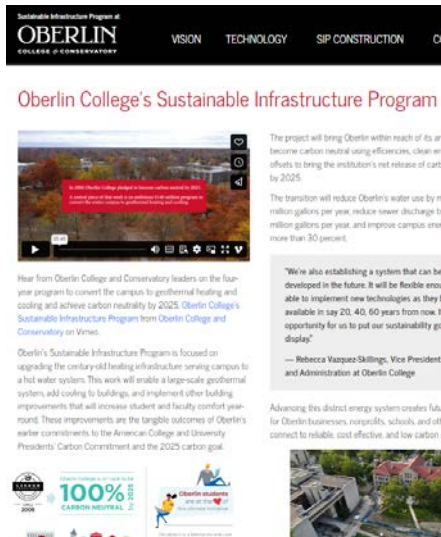 Sustainable Infrastructure Program at
OBERLIN
COLLEGE & CONSERVATORY
VISION TECHNOLOGY SIP CONSTRUCTION
Oberlin College's Sustainable Infrastructure Program
In 2006 Oberlin College pledged to become carbon neutral by 2025.
Hear from Oberlin College and Conservatory leaders on the four-
year program to convert the campus to geothermal heating and
cooling and achieve carbon neutrality by 2025. Oberlin College's
Sustainable Infrastructure Program from Oberlin College and
Conservatory on Vimeo.
Oberlin's Sustainable Infrastructure Program is focused on
upgrading the century-old heating infrastructure serving campus to
a hot water system. This work will enable a large-scale geothermal
system, add cooling to buildings, and implement other building
improvements that will increase student and faculty comfort year-
round. These improvements are the tangible outcomes of Oberlin's
earlier commitments to the American College and University
Presidents' Carbon Commitment and the 2025 carbon goal.
100%
CARBON NEUTRAL
by 2025
Oberlin students
are at the
The project will bring Oberlin within reach of its
become carbon neutral using efficiencies, clean
offsets to bring the institution's net release of
by 2025.
The transition will reduce Oberlin's water use by
million gallons per year, reduce sewer discharge
million gallons per year, and improve campus
more than 30 percent.
"We're also establishing a system that can be
developed in the future. It will be flexible
able to implement new technologies as they
available in say 20, 40, 60 years from now.
opportunity for us to put our sustainability
display."
— Rebecca Vazquez-Skillings, Vice President
and Administration at Oberlin College
Advancing this district energy system creates
for Oberlin businesses, nonprofits, schools, and
connect to reliable, cost effective, and low carbon